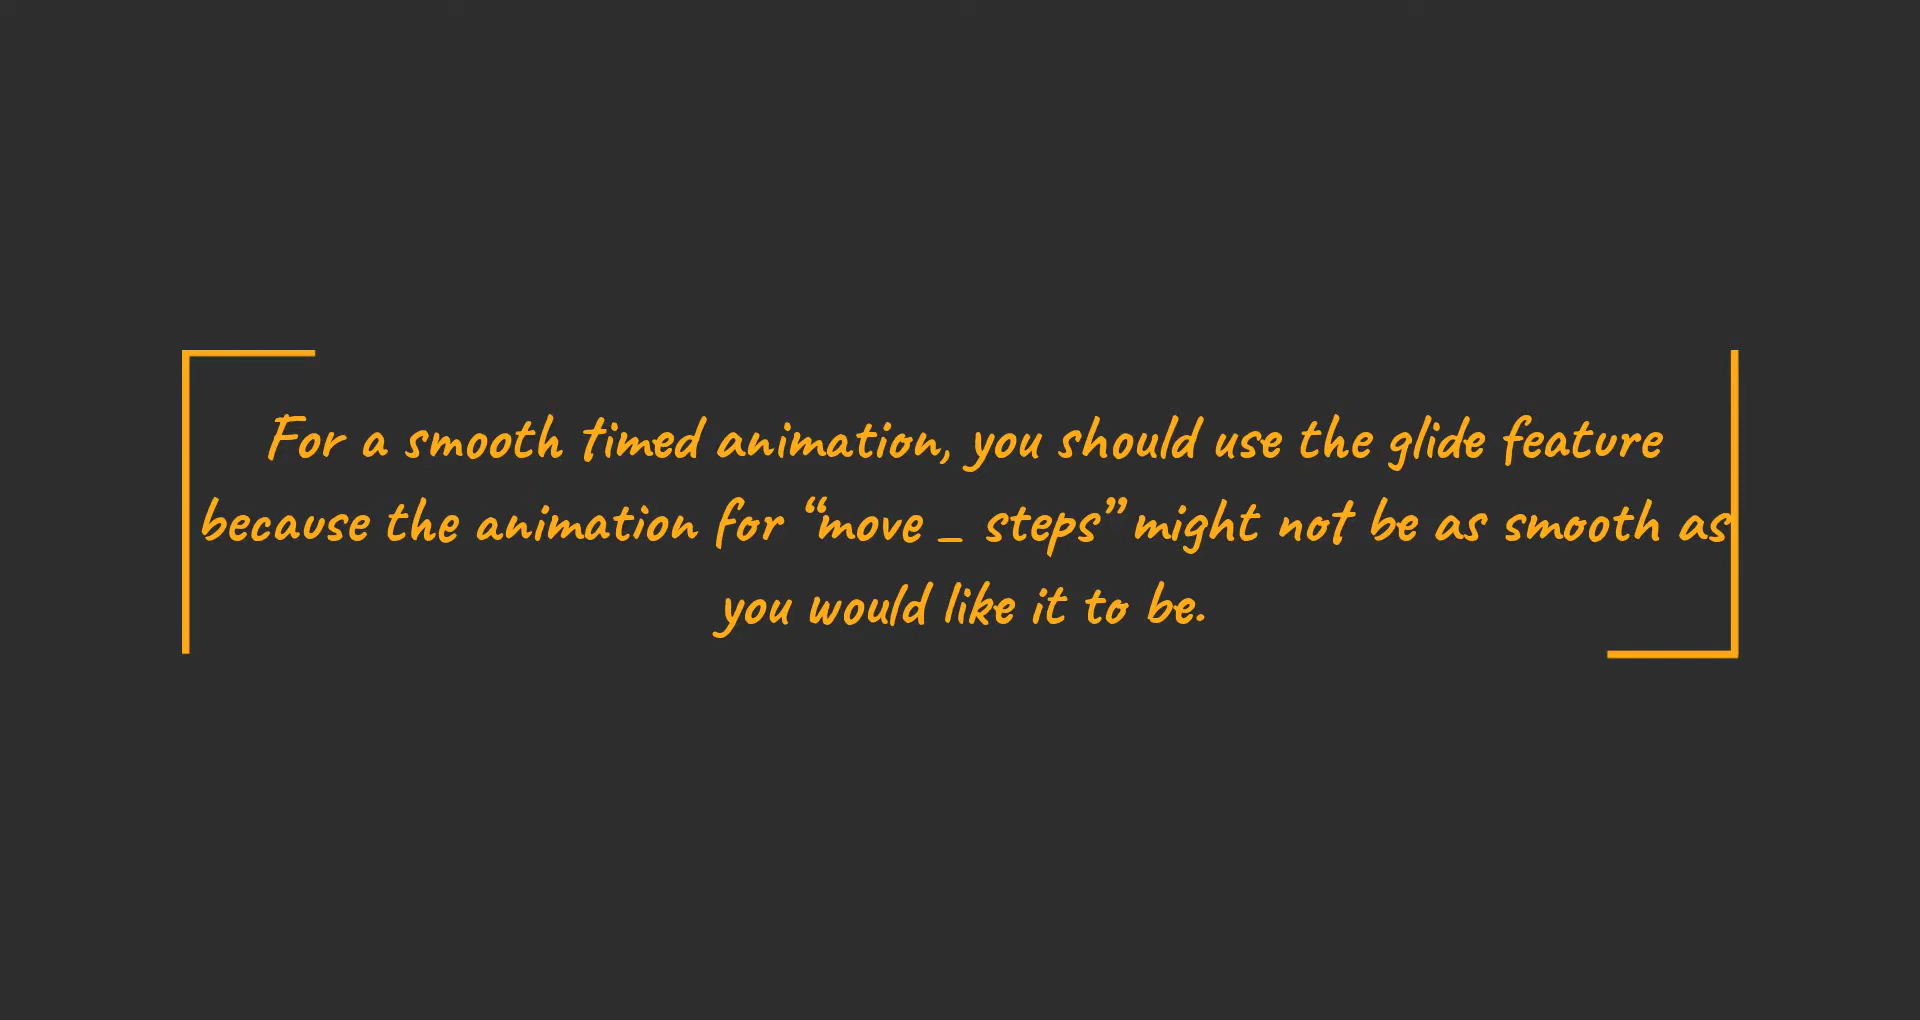 For a smooth timed animation, you should use the glide feature
because the animation for “move _ steps” might not be as smooth as
you would like it to be.